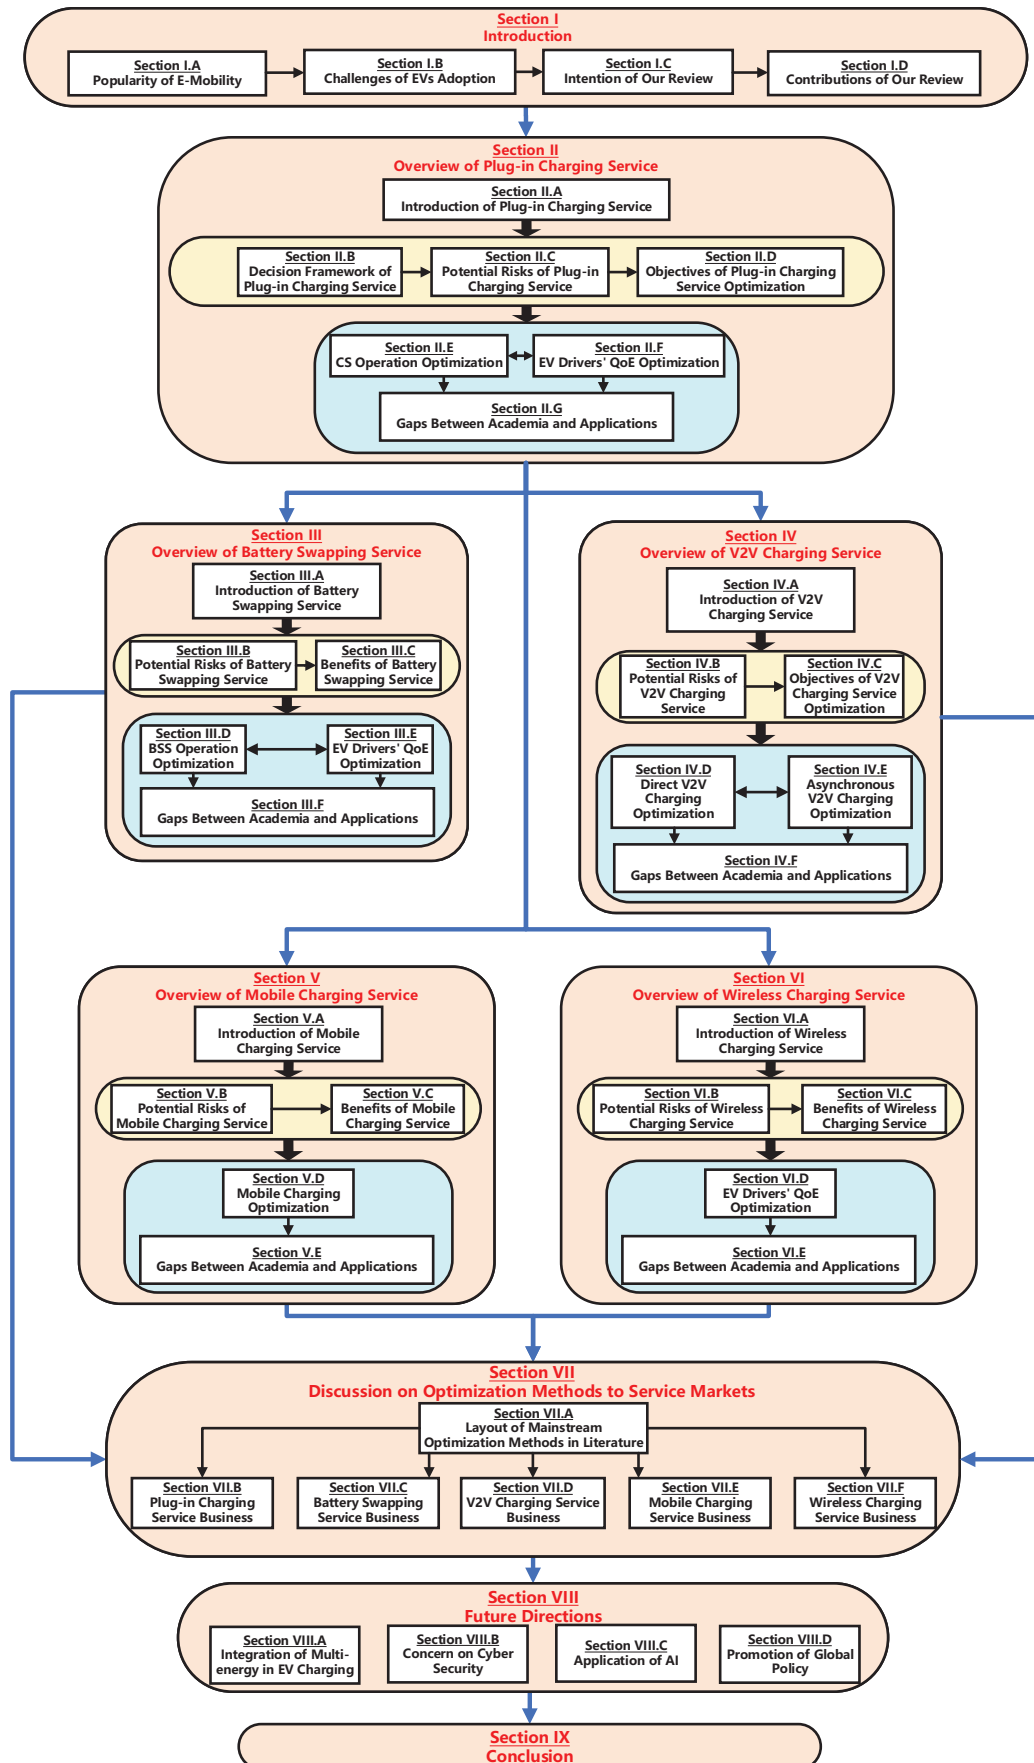 Section I
Introduction
Section I.A
Popularity of E-Mobility
Section I.B
Challenges of EVs Adoption
Section I.C
Intention of Our Review
Section I.D
Contributions of Our Review
Section II
Overview of Plug-in Charging Service
Section II.A
Introduction of Plug-in Charging Service
Section II.B
Decision Framework of
Plug-in Charging Service
Section II.C
Potential Risks of Plug-in
Charging Service
Section II.D
Objectives of Plug-in Charging
Service Optimization
Section II.E
CS Operation Optimization
Section II.F
EV Drivers' QoE Optimization
Section II.G
Gaps Between Academia and Applications
Section III
Overview of Battery Swapping Service
Section III.A
Introduction of Battery
Swapping Service
Section III.B
Potential Risks of Battery
Swapping Service
Section III.C
Benefits of Battery
Swapping Service
Section III.D
BSS Operation
Optimization
Section III.E
EV Drivers' QoE
Optimization
Section III.F
Gaps Between Academia and Applications
Section IV
Overview of V2V Charging Service
Section IV.A
Introduction of V2V
Charging Service
Section IV.B
Potential Risks of
V2V Charging
Service
Section IV.C
Objectives of V2V
Charging Service
Optimization
Section IV.D
Direct V2V
Charging
Optimization
Section IV.E
Asynchronous
V2V Charging
Optimization
Section IV.F
Gaps Between Academia and Applications
Section V
Overview of Mobile Charging Service
Section V.A
Introduction of Mobile
Charging Service
Section V.B
Potential Risks of
Mobile Charging Service
Section V.C
Benefits of Mobile
Charging Service
Section V.D
Mobile Charging
Optimization
Section V.E
Gaps Between Academia and Applications
Section VI
Overview of Wireless Charging Service
Section VI.A
Introduction of Wireless
Charging Service
Section VI.B
Potential Risks of Wireless
Charging Service
Section VI.C
Benefits of Wireless
Charging Service
Section VI.D
EV Drivers' QoE
Optimization
Section VI.E
Gaps Between Academia and Applications
Section VII
Discussion on Optimization Methods to Service Markets
Section VII.A
Layout of Mainstream
Optimization Methods in Literature
Section VII.B
Plug-in Charging
Service Business
Section VII.C
Battery Swapping
Service Business
Section VII.D
V2V Charging Service
Business
Section VII.E
Mobile Charging
Service Business
Section VII.F
Wireless Charging
Service Business
Section VIII
Future Directions
Section VIII.A
Integration of Multi-
energy in EV Charging
Section VIII.B
Concern on Cyber
Security
Section VIII.C
Application of AI
Section VIII.D
Promotion of Global
Policy
Section IX
Conclusion